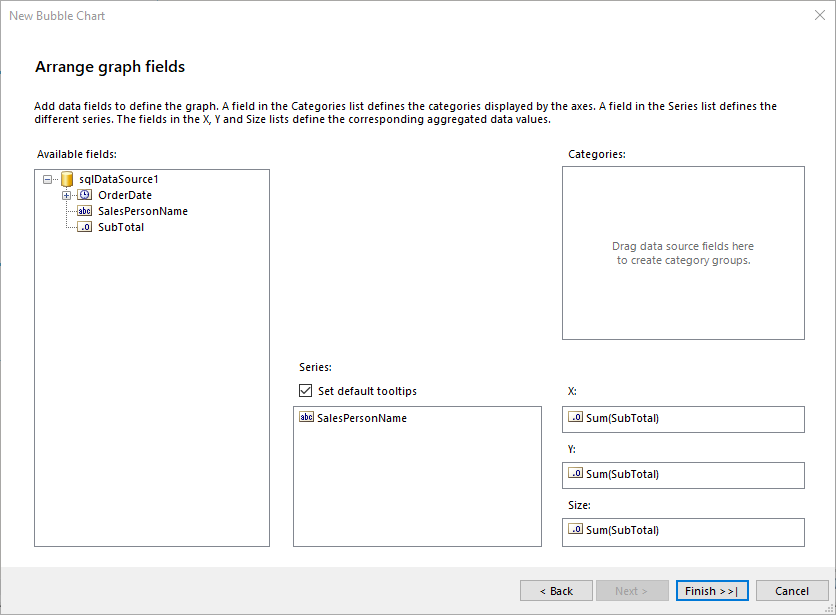 New Bubble Chart
Arrange graph fields
Add data fields to define the graph. A field in the Categories list defines the categories displayed by the axes. A field in the Series list defines the
different series. The fields in the X, Y and Size lists define the corresponding aggregated data values.
Available fields:
sqlDataSource1
OrderDate
abc SalesPersonName
.0 SubTotal
Categories:
Drag data source fields here
to create category groups.
Series:
Set default tooltips
abc SalesPersonName
X:
.0 Sum(SubTotal)
Y:
.0 Sum(SubTotal)
Size:
.0 Sum(SubTotal)
< Back
Next >
Finish >>|
Cancel